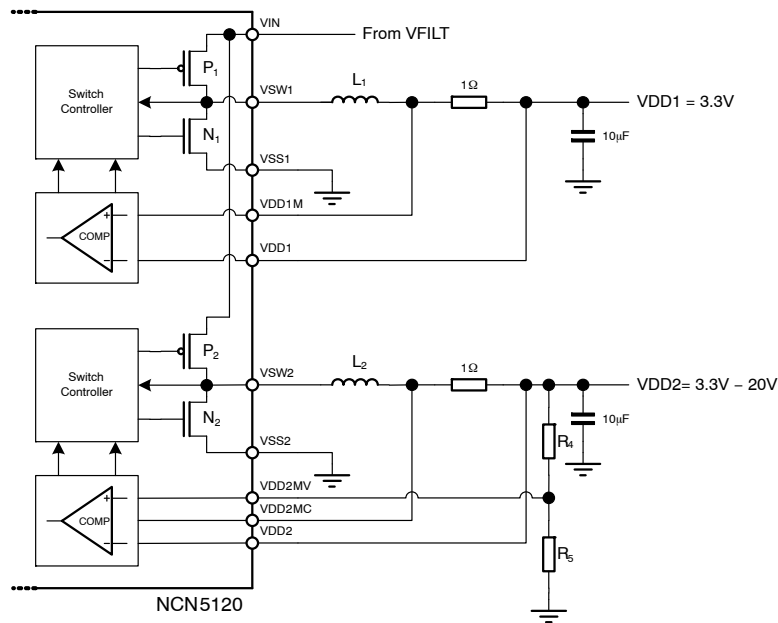 VIN
From VFILT
P1
Switch
Controller
VSW1
L1
1Ω
VDD1 = 3.3V
N1
10µF
VSS1
VDD1M
+
COMP
−
VDD1
P2
Switch
Controller
VSW2
L2
1Ω
VDD2= 3.3V − 20V
N2
10µF
R4
VSS2
VDD2MV
+
COMP
VDD2MC
−
VDD2
R5
NCN5120